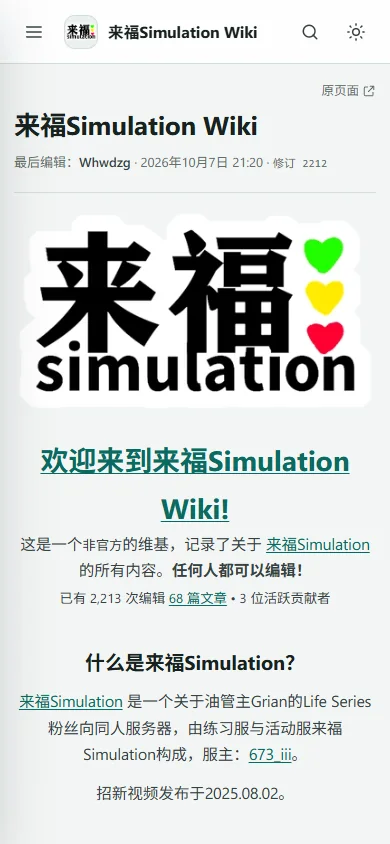 来福
simulation
来福Simulation Wiki
原页面
来福Simulation Wiki
最后编辑：Whwdzg · 2026年10月7日 21:20 · 修订 2212
来福
simulation
欢迎来到来福Simulation
Wiki!
这是一个非官方的维基，记录了关于 来福Simulation
的所有内容。任何人都可以编辑！
已有 2,213 次编辑 68 篇文章 • 3 位活跃贡献者
什么是来福Simulation？
来福Simulation 是一个关于油管主Grian的Life Series
粉丝向同人服务器，由练习服与活动服来福
Simulation构成，服主：673_iii。
招新视频发布于2025.08.02。